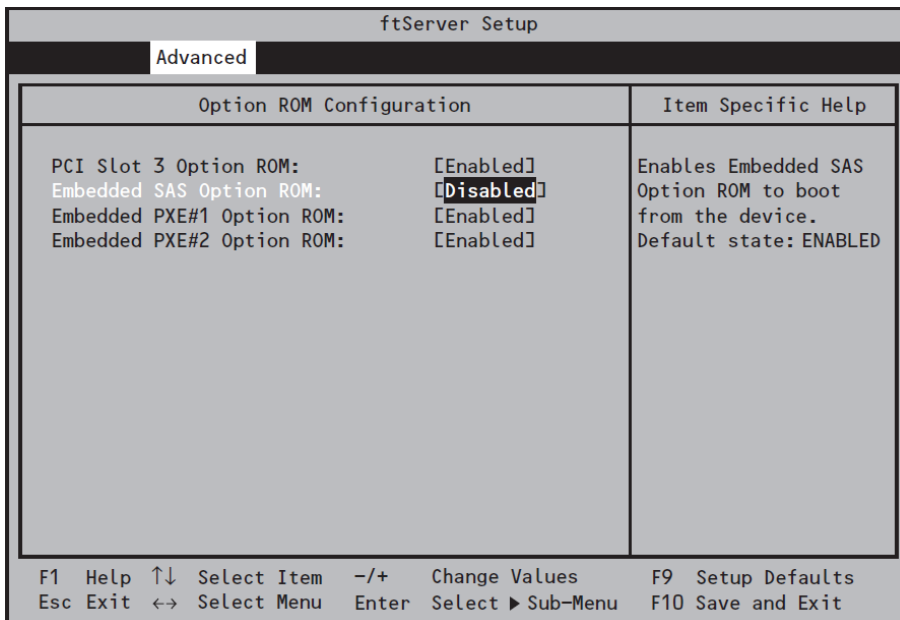 ftServer Setup
Advanced
Option ROM Configuration
Item Specific Help
PCI Slot 3 Option ROM: [Enabled]
Embedded SAS Option ROM: [Disabled]
Embedded PXE#1 Option ROM: [Enabled]
Embedded PXE#2 Option ROM: [Enabled]
Enables Embedded SAS
Option ROM to boot
from the device.
Default state: ENABLED
F1 Help ↑↓ Select Item -/+ Change Values F9 Setup Defaults
Esc Exit ↔ Select Menu Enter Select ▶ Sub-Menu F10 Save and Exit